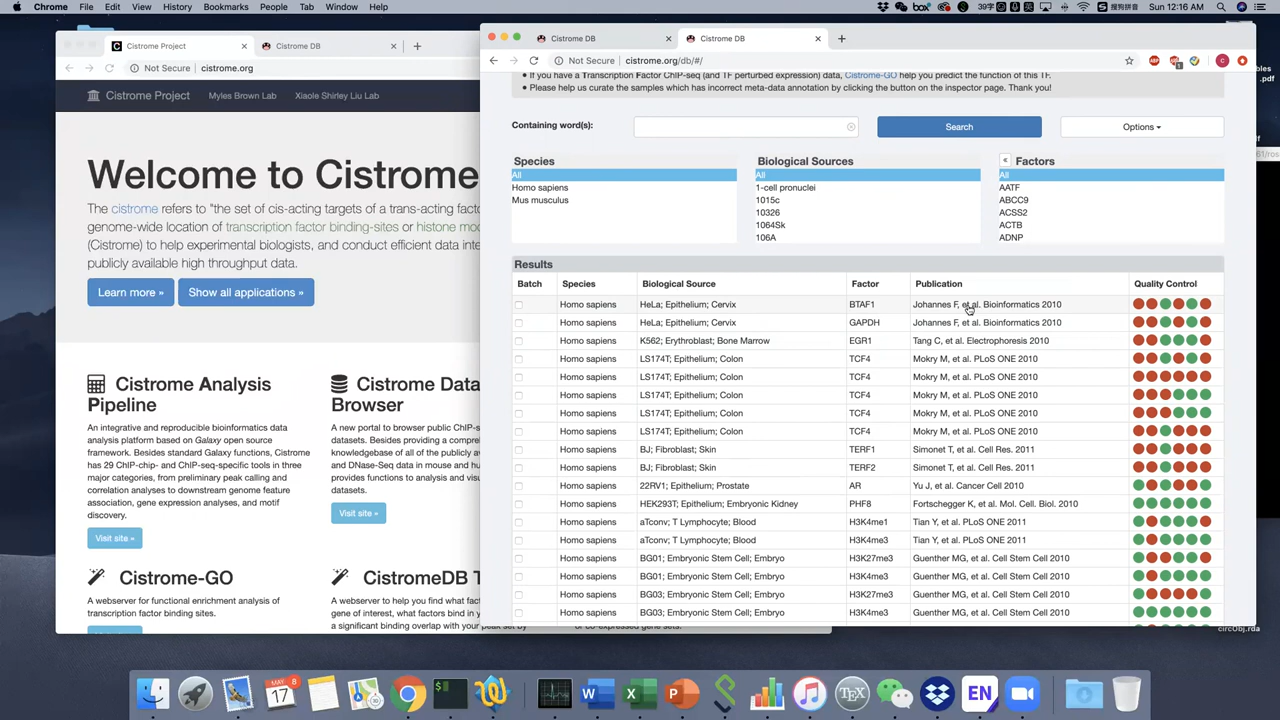 Chrome File Edit View History Bookmarks People Tab Window Help
box 39字 英 搜狗拼音 Sun 12:16 AM
Cistrome Project Cistrome DB
Not Secure cistrome.org
Cistrome Project Myles Brown Lab Xiaole Shirley Liu Lab
Welcome to Cistrome
The cistrome refers to "the set of cis-acting targets of a trans-acting
genome-wide location of transcription factor binding-sites or histone
(Cistrome) to help experimental biologists, and conduct efficient data
publicly available high throughput data.
Learn more » Show all applications »
Cistrome Analysis
Pipeline
An integrative and reproducible bioinformatics data
analysis platform based on Galaxy open source
framework. Besides standard Galaxy functions, Cistrome
has 29 ChIP-chip- and ChIP-seq-specific tools in three
major categories, from preliminary peak calling and
correlation analyses to downstream genome feature
association, gene expression analyses, and motif
discovery.
Visit site »
Cistrome Data
Browser
A new portal to browser public ChIP-s
datasets. Besides providing a compre
knowledgebase of all of the publicly av
and DNase-Seq data in mouse and hu
provides functions to analysis and visu
datasets.
Visit site »
Cistrome-GO
A webserver for functional enrichment analysis of
transcription factor binding sites.
CistromeDB T
A webserver to help you find what fact
gene of interest, what factors bind in y
a significant binding overlap with your peak set by
or co-expressed gene sets.
Cistrome DB Cistrome DB
Not Secure cistrome.org/db/#/
• If you have a Transcription Factor ChIP-seq (and TF perturbed expression) data, Cistrome-GO help you predict the function of this TF.
• Please help us curate the samples which has incorrect meta-data annotation by clicking the button on the inspector page. Thank you!
Containing word(s): Search Options
Species Biological Sources « Factors
All All All
Homo sapiens 1-cell pronuclei AATF
Mus musculus 1015c ABCC9
10326 ACSS2
1064Sk ACTB
106A ADNP
Results
Batch Species Biological Source Factor Publication Quality Control
Homo sapiens HeLa; Epithelium; Cervix BTAF1 Johannes F, et al. Bioinformatics 2010
Homo sapiens HeLa; Epithelium; Cervix GAPDH Johannes F, et al. Bioinformatics 2010
Homo sapiens K562; Erythroblast; Bone Marrow EGR1 Tang C, et al. Electrophoresis 2010
Homo sapiens LS174T; Epithelium; Colon TCF4 Mokry M, et al. PLoS ONE 2010
Homo sapiens LS174T; Epithelium; Colon TCF4 Mokry M, et al. PLoS ONE 2010
Homo sapiens LS174T; Epithelium; Colon TCF4 Mokry M, et al. PLoS ONE 2010
Homo sapiens LS174T; Epithelium; Colon TCF4 Mokry M, et al. PLoS ONE 2010
Homo sapiens LS174T; Epithelium; Colon TCF4 Mokry M, et al. PLoS ONE 2010
Homo sapiens BJ; Fibroblast; Skin TERF1 Simonet T, et al. Cell Res. 2011
Homo sapiens BJ; Fibroblast; Skin TERF2 Simonet T, et al. Cell Res. 2011
Homo sapiens 22RV1; Epithelium; Prostate AR Yu J, et al. Cancer Cell 2010
Homo sapiens HEK293T; Epithelium; Embryonic Kidney PHF8 Fortschegger K, et al. Mol. Cell. Biol. 2010
Homo sapiens aTconv; T Lymphocyte; Blood H3K4me1 Tian Y, et al. PLoS ONE 2011
Homo sapiens aTconv; T Lymphocyte; Blood H3K4me3 Tian Y, et al. PLoS ONE 2011
Homo sapiens BG01; Embryonic Stem Cell; Embryo H3K27me3 Guenther MG, et al. Cell Stem Cell 2010
Homo sapiens BG01; Embryonic Stem Cell; Embryo H3K4me3 Guenther MG, et al. Cell Stem Cell 2010
Homo sapiens BG03; Embryonic Stem Cell; Embryo H3K27me3 Guenther MG, et al. Cell Stem Cell 2010
Homo sapiens BG03; Embryonic Stem Cell; Embryo H3K4me3 Guenther MG, et al. Cell Stem Cell 2010
bles
.pdf
61/ros
circObj.rda
MAY 17 8
W X P TEX EN